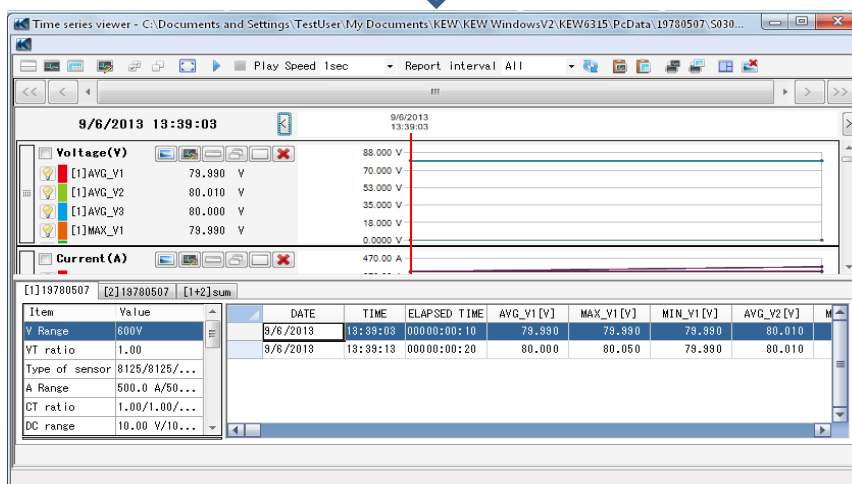 Time series viewer - C:\Documents and Settings\TestUser\My Documents\KEW\KEW WindowsV2\KEW6315\PcData\19780507\S030...
Play Speed 1sec Report interval All
<< < > >>
9/6/2013 13:39:03
9/6/2013
13:39:03
Voltage(V)
[1]AVG_V1 79.990 V
[1]AVG_V2 80.010 V
[1]AVG_V3 80.000 V
[1]MAX_V1 79.990 V
88.000 V
70.000 V
53.000 V
35.000 V
18.000 V
0.0000 V
Current(A)
470.00 A
[1]19780507 [2]19780507 [1+2]sum
Item Value
V Range 600V
VT ratio 1.00
Type of sensor 8125/8125/...
A Range 500.0 A/50...
CT ratio 1.00/1.00/...
DC range 10.00 V/10...
DATE TIME ELAPSED TIME AVG_V1[V] MAX_V1[V] MIN_V1[V] AVG_V2[V] M
9/6/2013 13:39:03 00000:00:10 79.990 79.990 79.990 80.010
9/6/2013 13:39:13 00000:00:20 80.000 80.050 79.990 80.010